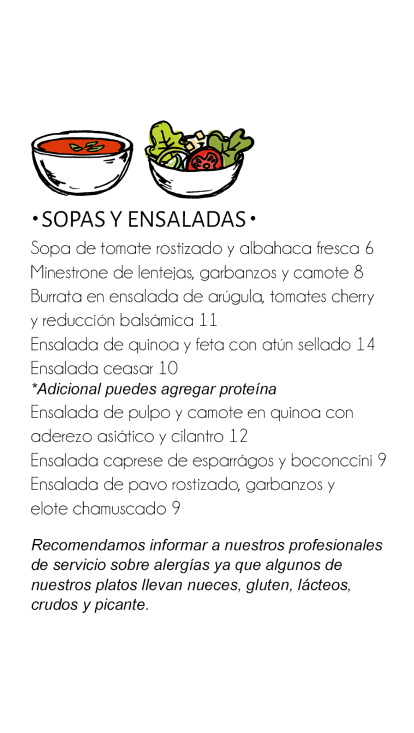 •SOPAS Y ENSALADAS•
Sopa de tomate rostizado y albahaca fresca 6
Minestrone de lentejas, garbanzos y camote 8
Burrata en ensalada de arúgula, tomates cherry
y reducción balsámica 11
Ensalada de quinoa y feta con atún sellado 14
Ensalada ceasar 10
*Adicional puedes agregar proteína
Ensalada de pulpo y camote en quinoa con
aderezo asiático y cilantro 12
Ensalada caprese de esparrágos y boconccini 9
Ensalada de pavo rostizado, garbanzos y
elote chamuscado 9
Recomendamos informar a nuestros profesionales
de servicio sobre alergías ya que algunos de
nuestros platos llevan nueces, gluten, lácteos,
crudos y picante.